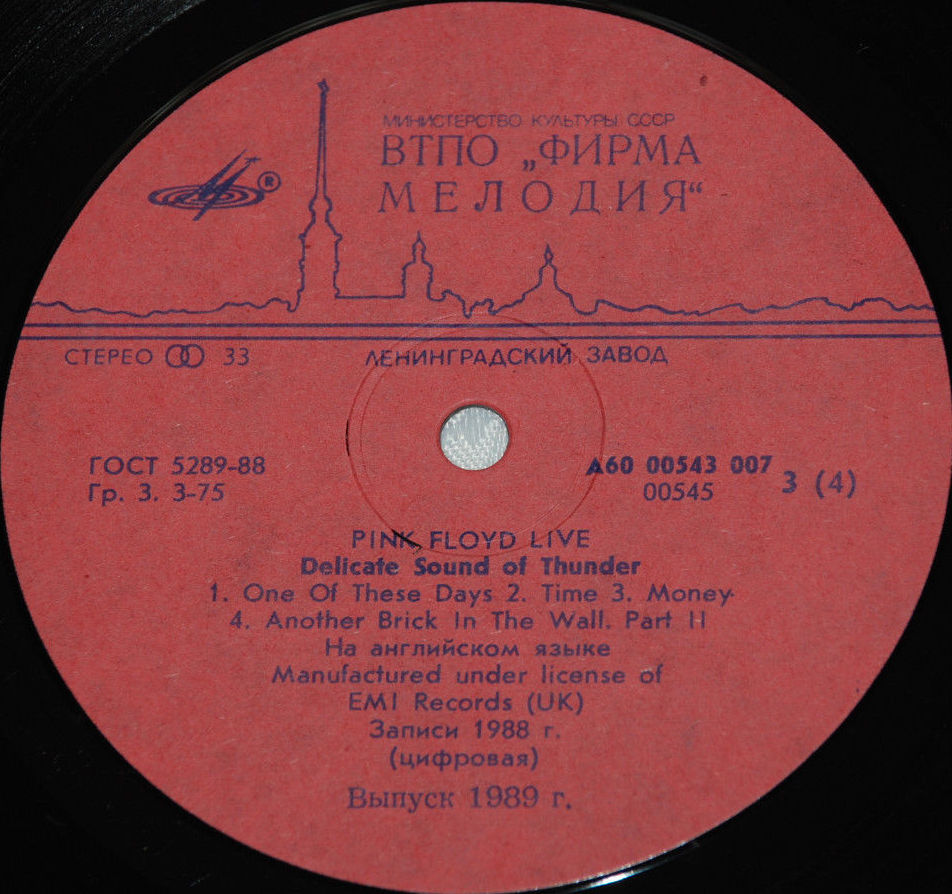 МИНИСТЕРСТВО КУЛЬТУРЫ СССР
ВТПО „ФИРМА
МЕЛОДИЯ“
®
СТЕРЕО 33
ЛЕНИНГРАДСКИЙ ЗАВОД
ГОСТ 5289-88
Гр. 3. 3-75
А60 00543 007
00545
3 (4)
PINK FLOYD LIVE
Delicate Sound of Thunder
1. One Of These Days 2. Time 3. Money
4. Another Brick In The Wall. Part II
На английском языке
Manufactured under license of
EMI Records (UK)
Записи 1988 г.
(цифровая)
Выпуск 1989 г.